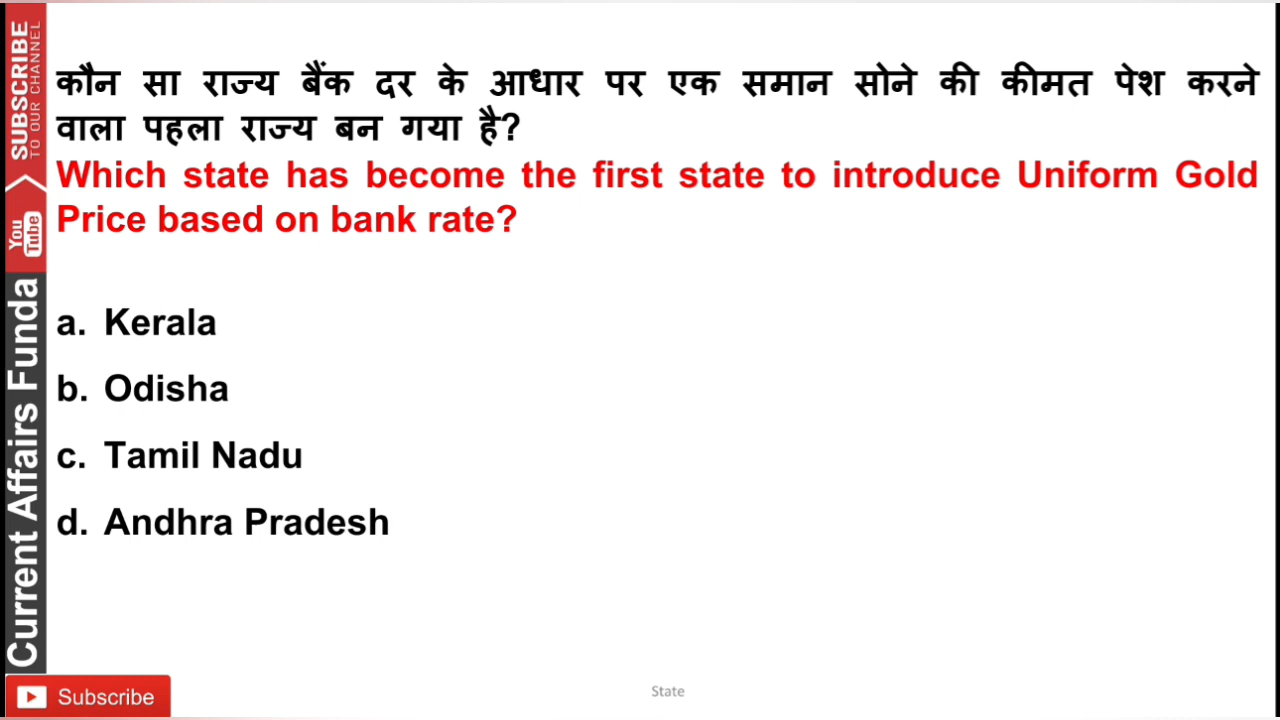 कौन सा राज्य बैंक दर के आधार पर एक समान सोने की कीमत पेश करने
वाला पहला राज्य बन गया है?
Which state has become the first state to introduce Uniform Gold
Price based on bank rate?
a. Kerala
b. Odisha
c. Tamil Nadu
d. Andhra Pradesh
SUBSCRIBE
TO OUR CHANNEL
You
Tube
Current Affairs Funda
Subscribe
State